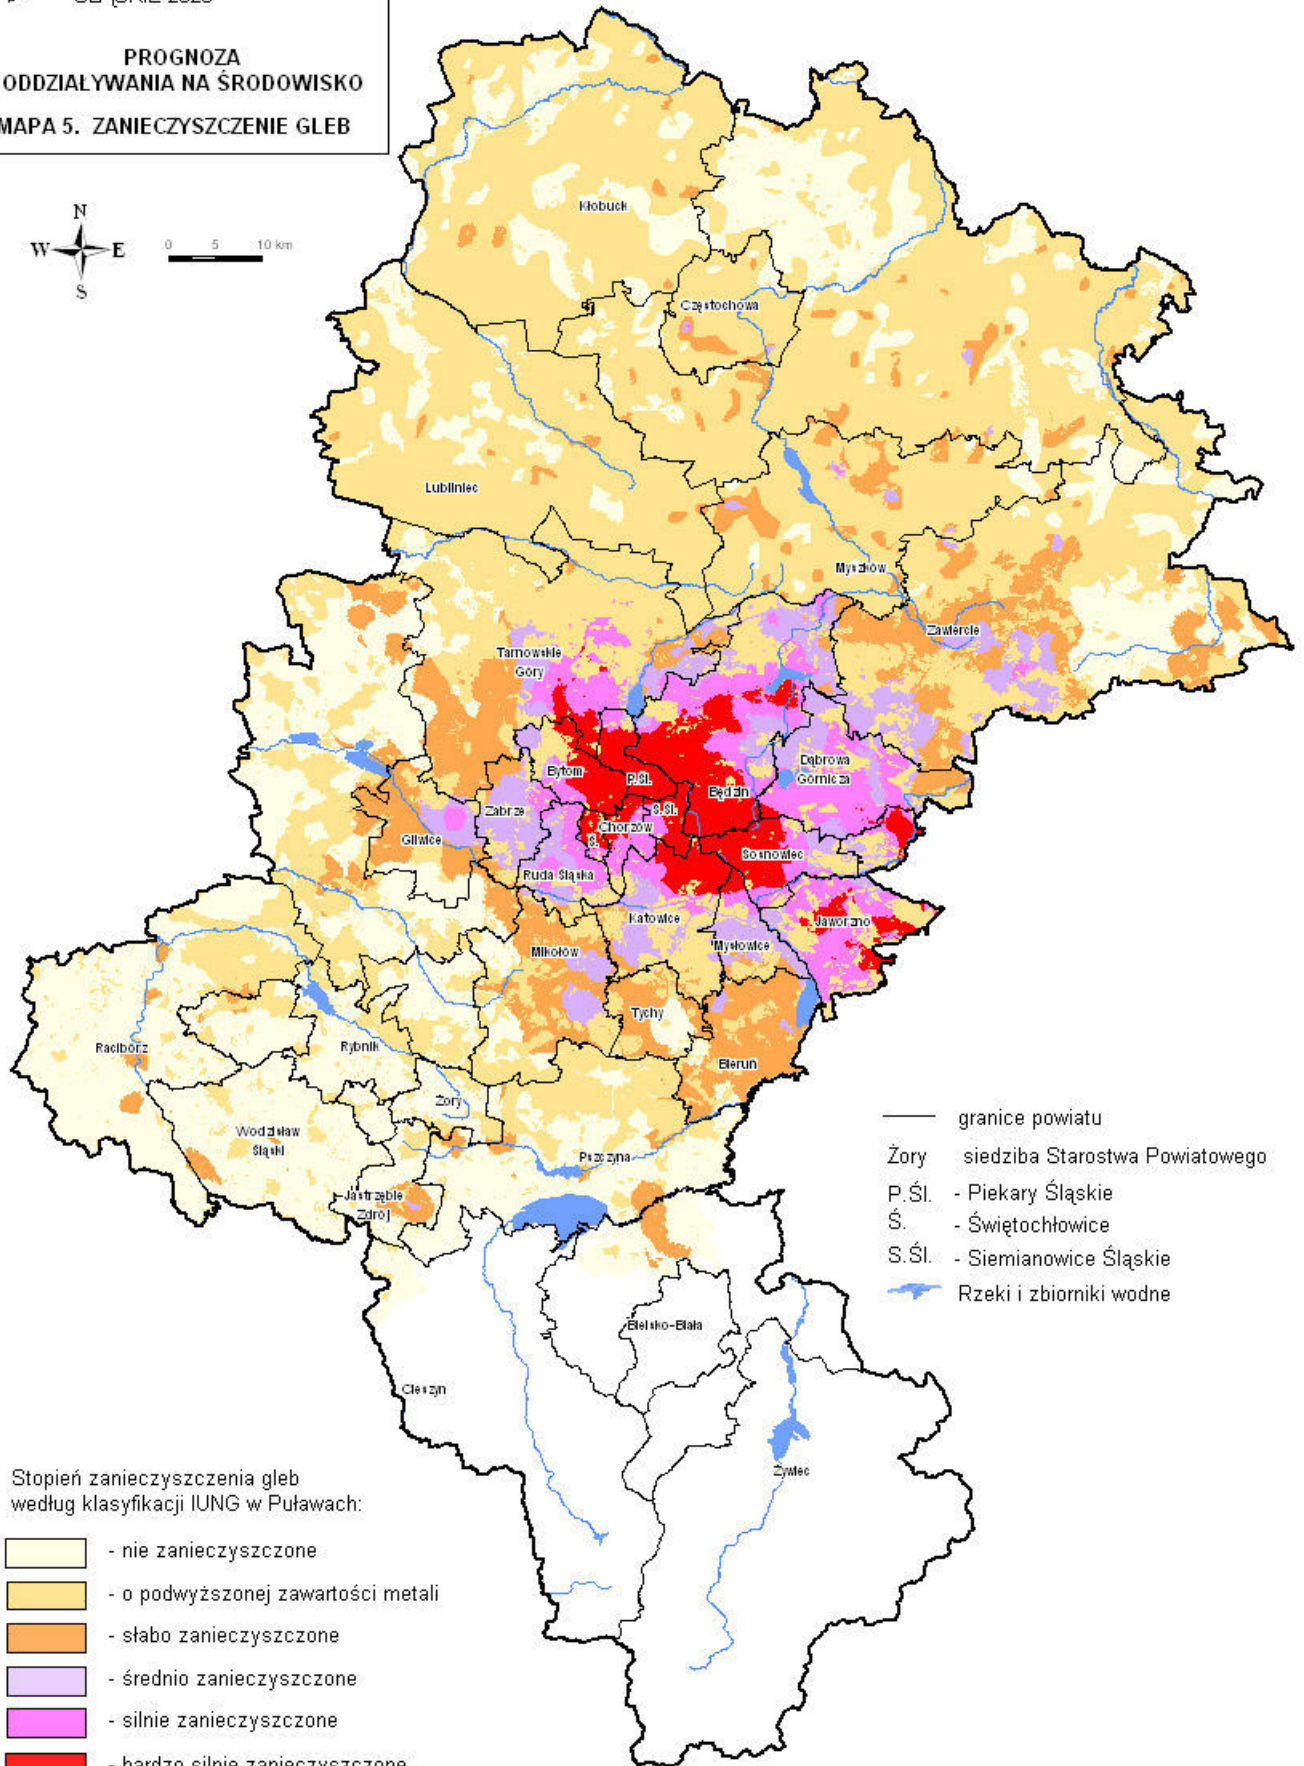 2020
PROGNOZA
ODDZIAŁYWANIA NA ŚRODOWISKO
MAPA 5. ZANIECZYSZCZENIE GLEB
N
W E
S
0 5 10 km
Kłobuck
Częstochowa
Lubliniec
Myszków
Zawiercie
Tarnowskie
Góry
Dąbrowa
Górnicza
Bytom
P.Śl.
Będzin
Zabrze
S.Śl.
Chorzów
Gliwice
Ś.
Sosnowiec
Ruda Śląska
Katowice
Jaworzno
Mysłowice
Mikołów
Tychy
Racibórz
Rybnik
Bieruń
Żory
Wodzisław
Śląski
Pszczyna
Jastrzębie
Zdrój
Bielsko-Biała
Cieszyn
Żywiec
granice powiatu
Żory siedziba Starostwa Powiatowego
P.Śl. - Piekary Śląskie
Ś. - Świętochłowice
S.Śl. - Siemianowice Śląskie
Rzeki i zbiorniki wodne
Stopień zanieczyszczenia gleb
według klasyfikacji IUNG w Puławach:
- nie zanieczyszczone
- o podwyższonej zawartości metali
- słabo zanieczyszczone
- średnio zanieczyszczone
- silnie zanieczyszczone
- bardzo silnie zanieczyszczone